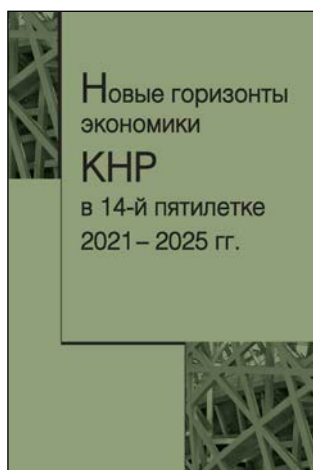 Новые горизонты
экономики
КНР
в 14-й пятилетке
2021– 2025 гг.